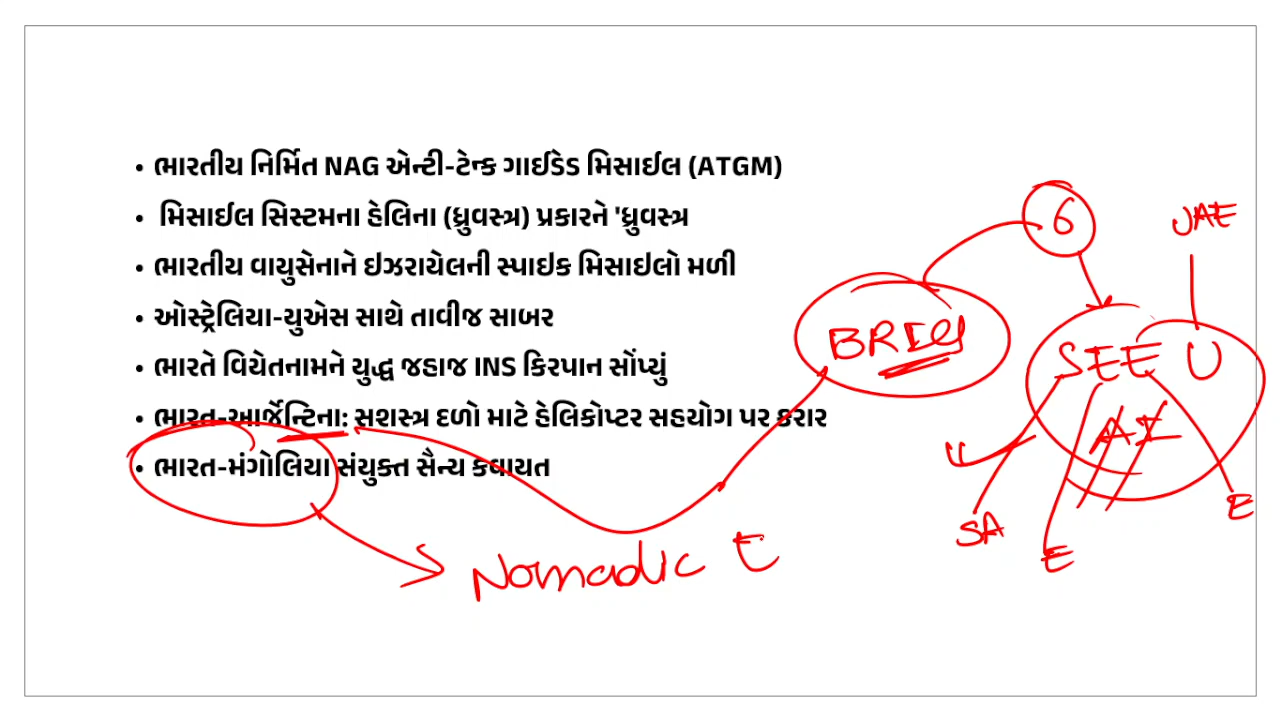 • ભારતીય નિર્મિત NAG એન્ટી-ટેન્ક ગાઈડેડ મિસાઈલ (ATGM)
• મિસાઈલ સિસ્ટમના હેલિના (ધ્રુવસ્ત્ર) પ્રકારને 'ધ્રુવસ્ત્ર
• ભારતીય વાયુસેનાને ઇઝરાયેલની સ્પાઇક મિસાઇલો મળી
• ઓસ્ટ્રેલિયા-યુએસ સાથે તાવીજ સાબર
• ભારતે વિયેતનામને યુદ્ધ જહાજ INS કિરપાન સોંપ્યું
• ભારત-આર્જેન્ટિના: સશસ્ત્ર દળો માટે હેલિકોપ્ટર સહયોગ પર કરાર
• ભારત-મંગોલિયા સંયુક્ત સૈન્ય કવાયત
6
UAE
SEE U
SA
E
E
Nomadic E